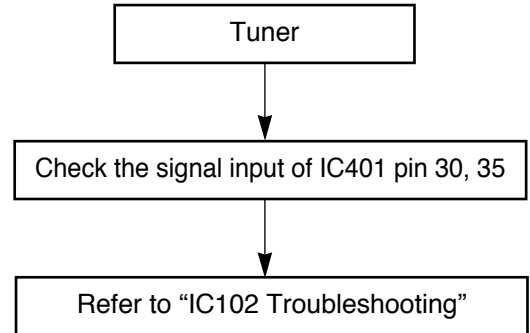 Tuner
Check the signal input of IC401 pin 30, 35
Refer to “IC102 Troubleshooting”